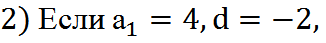 2) Если a₁ = 4, d = −2,